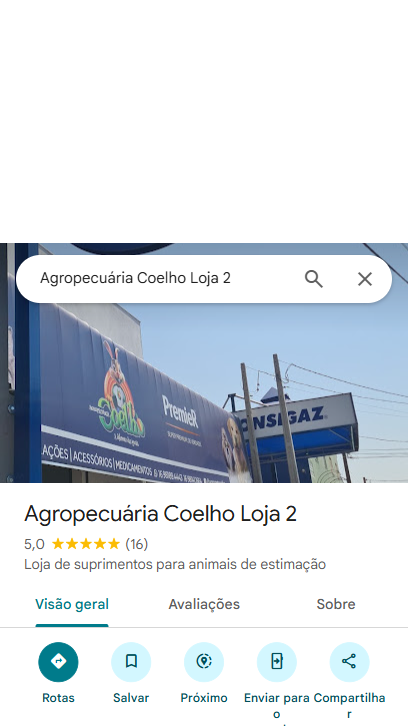 Agropecuária Coelho Loja 2
Coelho
PremieR
CONSIGAZ
AÇÕES | ACESSÓRIOS | MEDICAMENTOS
Agropecuária Coelho Loja 2
5,0 (16)
Loja de suprimentos para animais de estimação
Visão geral Avaliações Sobre
Rotas Salvar Próximo Enviar para o Compartilhar